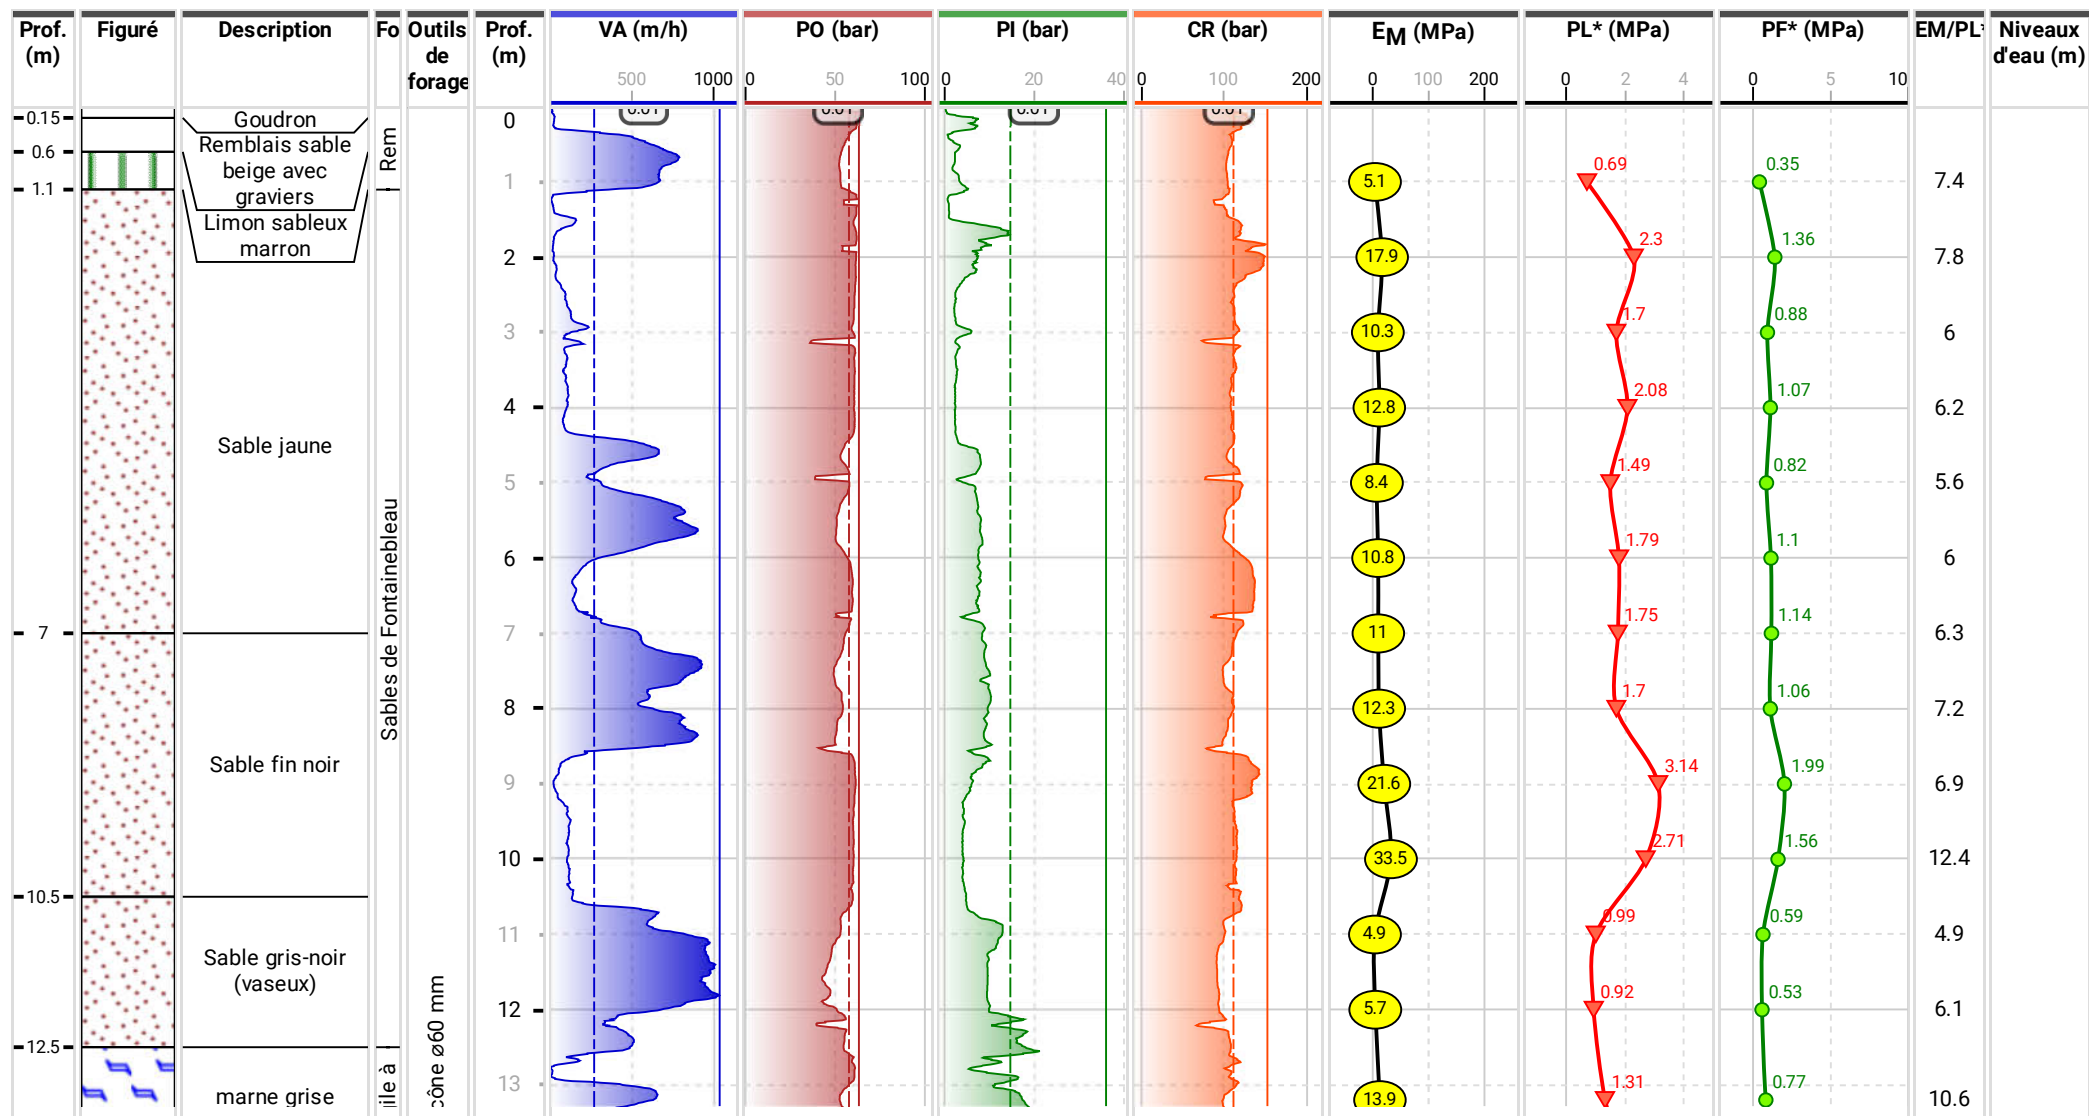 Prof. (m)
Figuré
Description
Fo
Outils de forage
Prof. (m)
VA (m/h)
PO (bar)
PI (bar)
CR (bar)
EM (MPa)
PL* (MPa)
PF* (MPa)
EM/PL*
Niveaux d'eau (m)
500 1000
0 50 100
0 20 40
0 100 200
0 100 200
0 2 4
0 5 10
0.01 0.01 0.01 0.01
0.15
0.6
1.1
7
10.5
12.5
Goudron
Remblais sable
beige avec
graviers
Limon sableux
marron
Sable jaune
Sable fin noir
Sable gris-noir
(vaseux)
marne grise
Rem
Sables de Fontainebleau
gile à
cône ⌀60 mm
0
1 5.1 0.69 0.35 7.4
2 17.9 2.3 1.36 7.8
3 10.3 1.7 0.88 6
4 12.8 2.08 1.07 6.2
5 8.4 1.49 0.82 5.6
6 10.8 1.79 1.1 6
7 11 1.75 1.14 6.3
8 12.3 1.7 1.06 7.2
9 21.6 3.14 1.99 6.9
10 33.5 2.71 1.56 12.4
11 4.9 0.99 0.59 4.9
12 5.7 0.92 0.53 6.1
13 13.9 1.31 0.77 10.6